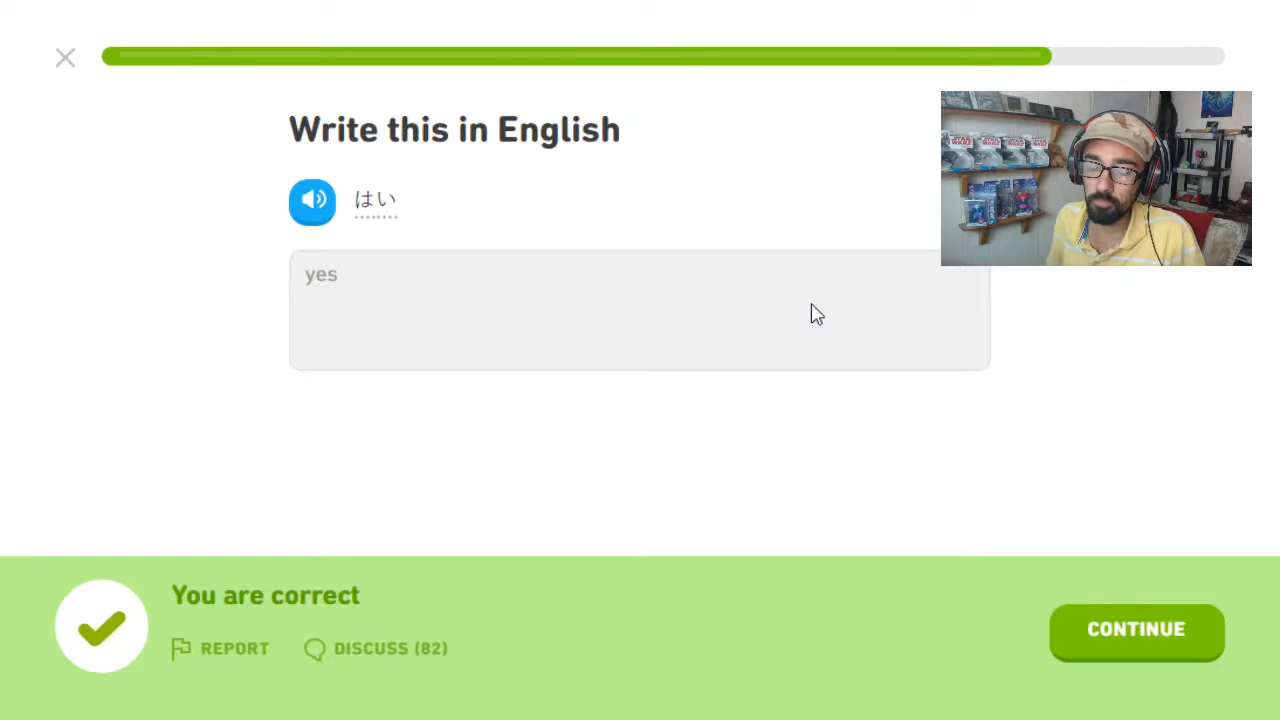 Write this in English
はい
yes
You are correct
REPORT
DISCUSS (82)
CONTINUE